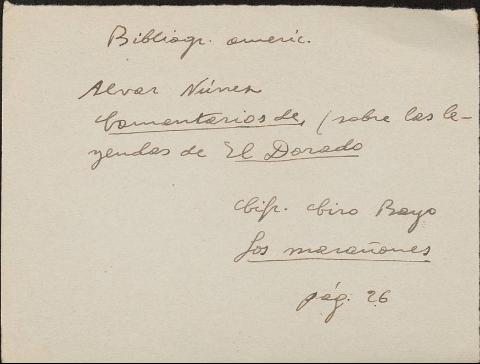 Bibliogr. americ.
Alvar Núñez
Comentarios de, (sobre las le-
yendas de El Dorado
Cifr. Ciro Bayo
Los marañones
pág. 26